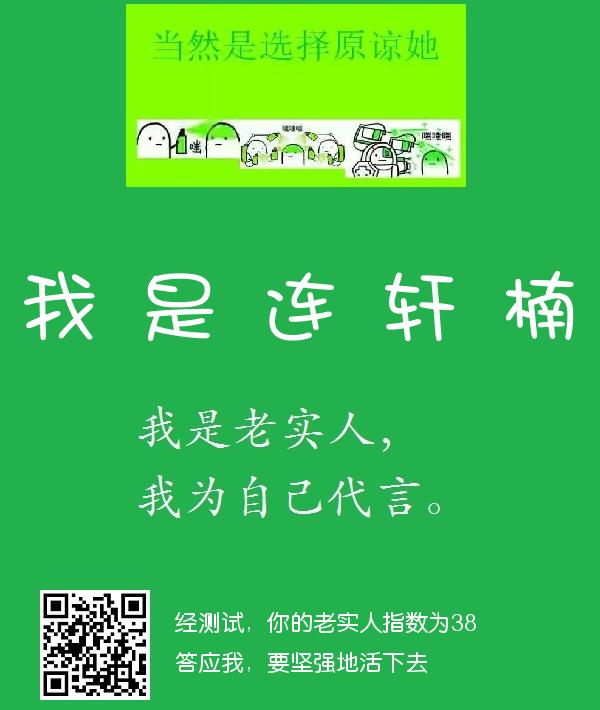 当然是选择原谅她
嘿
嘿嘿嘿
嘿嘿嘿
我是连轩楠
我是老实人，
我为自己代言。
经测试，你的老实人指数为38
答应我，要坚强地活下去